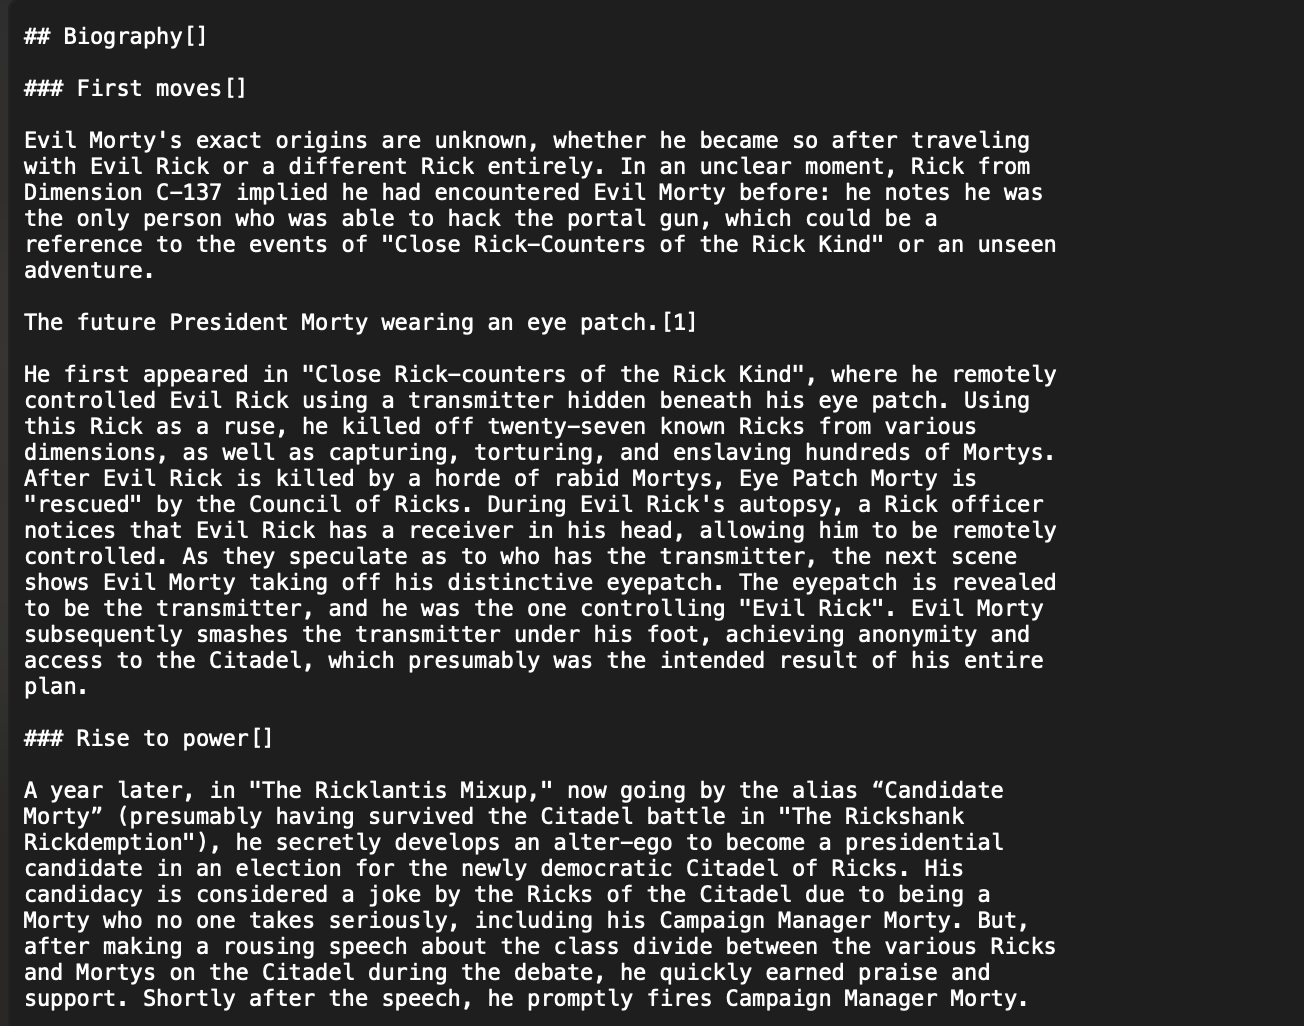 ## Biography[]
### First moves[]
Evil Morty's exact origins are unknown, whether he became so after traveling
with Evil Rick or a different Rick entirely. In an unclear moment, Rick from
Dimension C-137 implied he had encountered Evil Morty before: he notes he was
the only person who was able to hack the portal gun, which could be a
reference to the events of "Close Rick-Counters of the Rick Kind" or an unseen
adventure.
The future President Morty wearing an eye patch.[1]
He first appeared in "Close Rick-counters of the Rick Kind", where he remotely
controlled Evil Rick using a transmitter hidden beneath his eye patch. Using
this Rick as a ruse, he killed off twenty-seven known Ricks from various
dimensions, as well as capturing, torturing, and enslaving hundreds of Mortys.
After Evil Rick is killed by a horde of rabid Mortys, Eye Patch Morty is
"rescued" by the Council of Ricks. During Evil Rick's autopsy, a Rick officer
notices that Evil Rick has a receiver in his head, allowing him to be remotely
controlled. As they speculate as to who has the transmitter, the next scene
shows Evil Morty taking off his distinctive eyepatch. The eyepatch is revealed
to be the transmitter, and he was the one controlling "Evil Rick". Evil Morty
subsequently smashes the transmitter under his foot, achieving anonymity and
access to the Citadel, which presumably was the intended result of his entire
plan.
### Rise to power[]
A year later, in "The Ricklantis Mixup," now going by the alias “Candidate
Morty” (presumably having survived the Citadel battle in "The Rickshank
Rickdemption"), he secretly develops an alter-ego to become a presidential
candidate in an election for the newly democratic Citadel of Ricks. His
candidacy is considered a joke by the Ricks of the Citadel due to being a
Morty who no one takes seriously, including his Campaign Manager Morty. But,
after making a rousing speech about the class divide between the various Ricks
and Mortys on the Citadel during the debate, he quickly earned praise and
support. Shortly after the speech, he promptly fires Campaign Manager Morty.